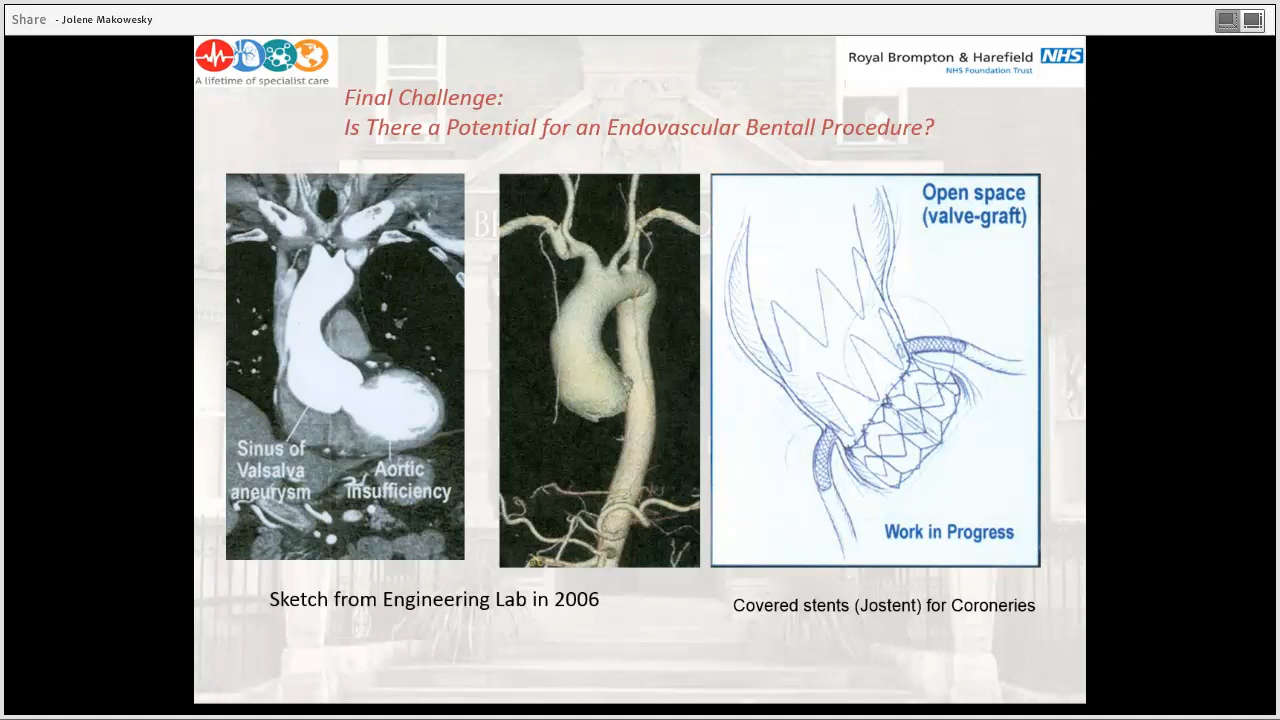 Share - Jolene Makowesky
A lifetime of specialist care
Royal Brompton & Harefield NHS
NHS Foundation Trust
Final Challenge:
Is There a Potential for an Endovascular Bentall Procedure?
Sinus of
Valsalva
aneurysm
Aortic
insufficiency
Open space
(valve-graft)
Work in Progress
Sketch from Engineering Lab in 2006
Covered stents (Jostent) for Coroneries